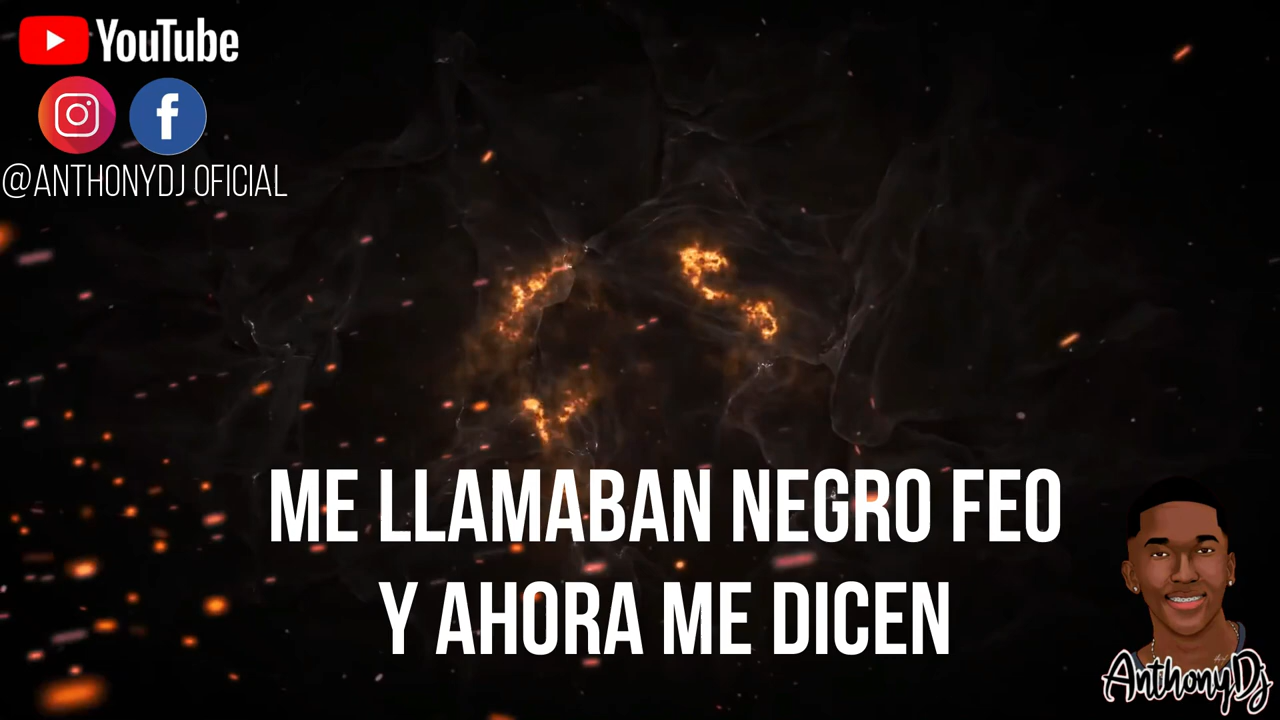 YouTube
@ANTHONYDJ OFICIAL
ME LLAMABAN NEGRO FEO
Y AHORA ME DICEN
AnthonyDj